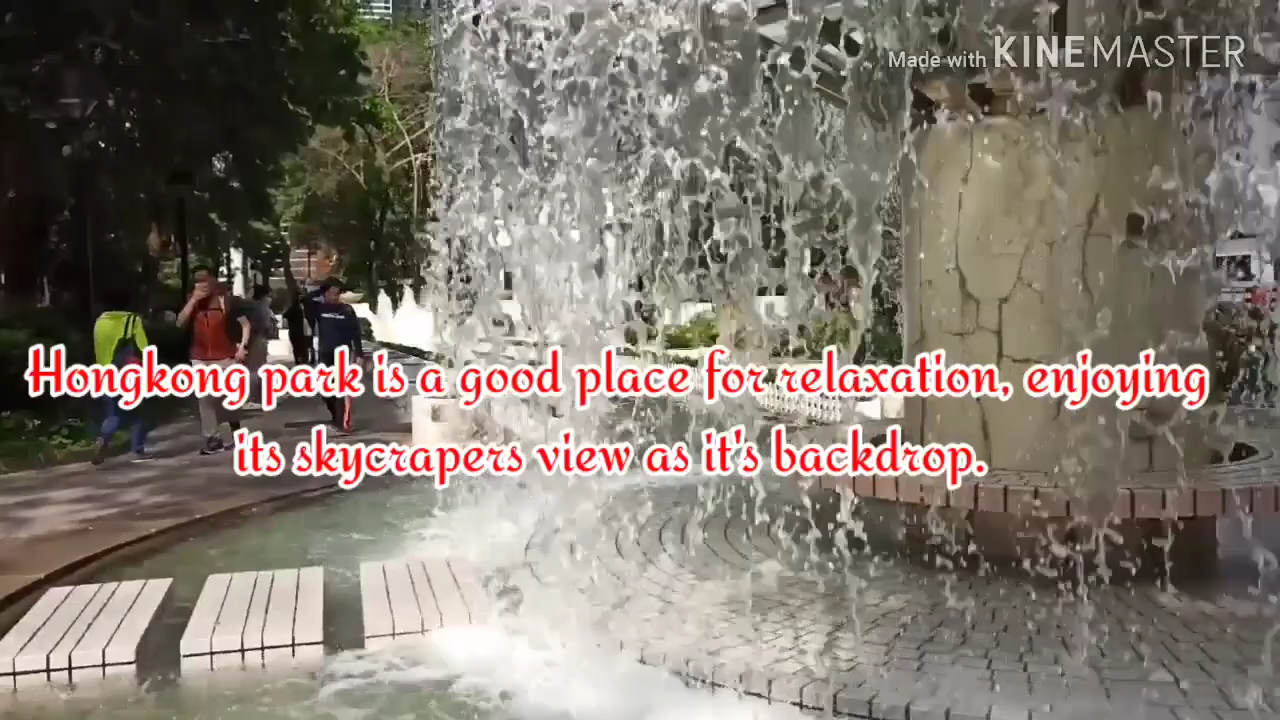 Made with KINEMASTER
Hongkong park is a good place for relaxation, enjoying
its skycrapers view as it's backdrop.